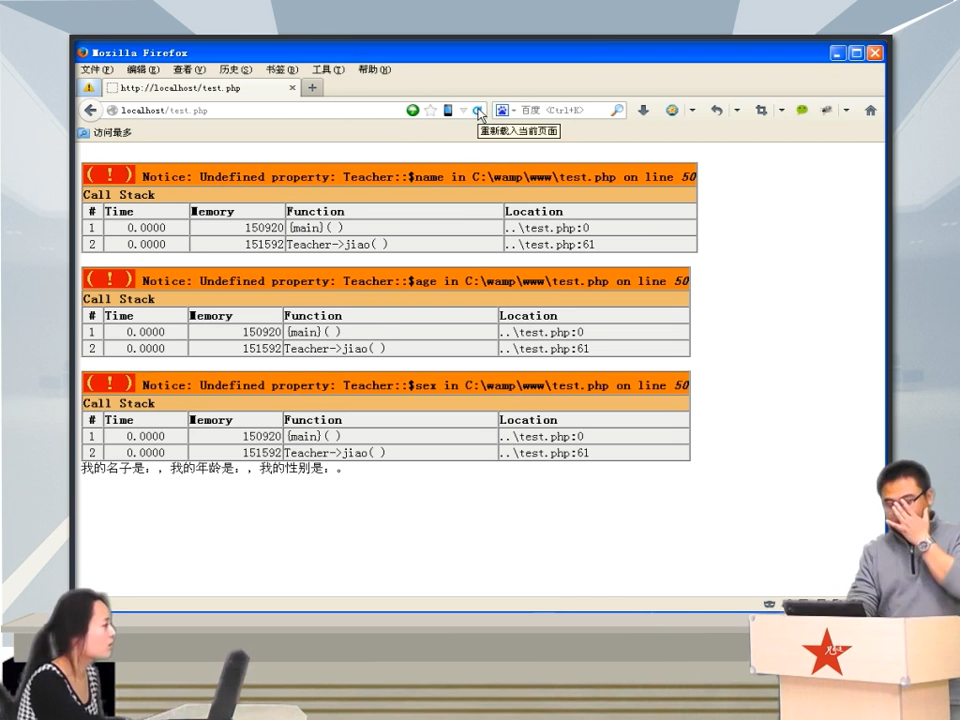 Mozilla Firefox
文件(F) 编辑(E) 查看(V) 历史(S) 书签(B) 工具(T) 帮助(H)
http://localhost/test.php
localhost/test.php 百度 <Ctrl+K>
重新载入当前页面
访问最多
( ! ) Notice: Undefined property: Teacher::$name in C:\wamp\www\test.php on line 50
Call Stack
# Time Memory Function Location
1 0.0000 150920 {main}( ) ..\test.php:0
2 0.0000 151592 Teacher->jiao( ) ..\test.php:61
( ! ) Notice: Undefined property: Teacher::$age in C:\wamp\www\test.php on line 50
Call Stack
# Time Memory Function Location
1 0.0000 150920 {main}( ) ..\test.php:0
2 0.0000 151592 Teacher->jiao( ) ..\test.php:61
( ! ) Notice: Undefined property: Teacher::$sex in C:\wamp\www\test.php on line 50
Call Stack
# Time Memory Function Location
1 0.0000 150920 {main}( ) ..\test.php:0
2 0.0000 151592 Teacher->jiao( ) ..\test.php:61
我的名子是：，我的年龄是：，我的性别是：。